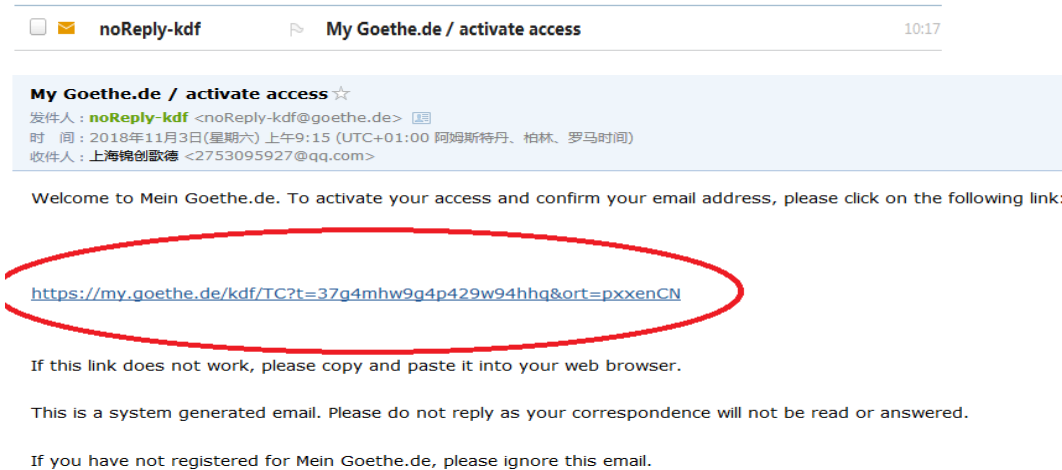 noReply-kdf My Goethe.de / activate access 10:17
My Goethe.de / activate access
发件人：noReply-kdf <noReply-kdf@goethe.de>
时 间：2018年11月3日(星期六) 上午9:15 (UTC+01:00 阿姆斯特丹、柏林、罗马时间)
收件人：上海锦创歌德 <2753095927@qq.com>
Welcome to Mein Goethe.de. To activate your access and confirm your email address, please click on the following link:
https://my.goethe.de/kdf/TC?t=37g4mhw9g4p429w94hhq&ort=pxxenCN
If this link does not work, please copy and paste it into your web browser.
This is a system generated email. Please do not reply as your correspondence will not be read or answered.
If you have not registered for Mein Goethe.de, please ignore this email.